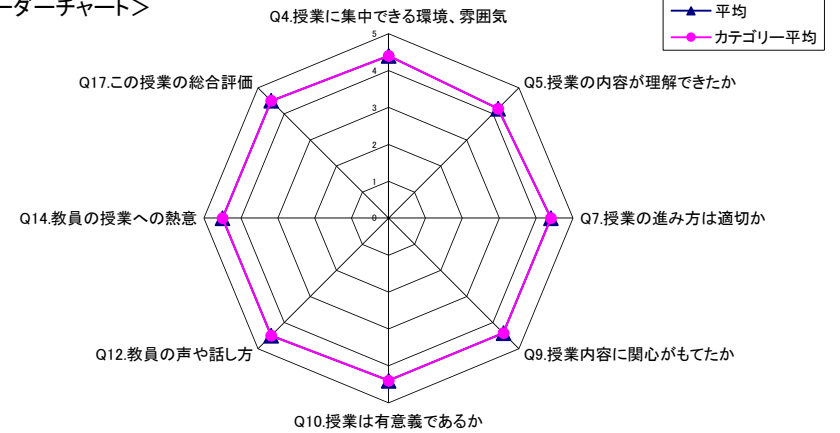 ーダーチャート＞
平均
カテゴリー平均
Q4.授業に集中できる環境、雰囲気
Q17.この授業の総合評価
Q5.授業の内容が理解できたか
Q14.教員の授業への熱意
Q7.授業の進み方は適切か
Q12.教員の声や話し方
Q9.授業内容に関心がもてたか
Q10.授業は有意義であるか
5
4
3
2
1
0